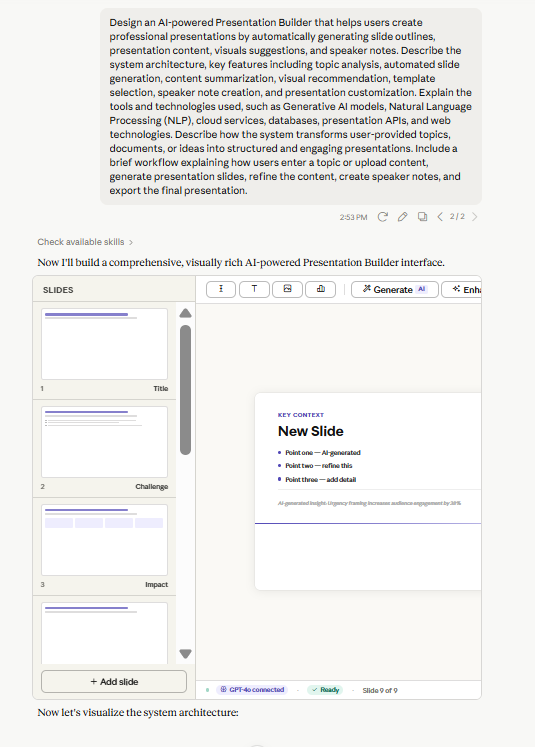 Design an AI-powered Presentation Builder that helps users create
professional presentations by automatically generating slide outlines,
presentation content, visuals suggestions, and speaker notes. Describe the
system architecture, key features including topic analysis, automated slide
generation, content summarization, visual recommendation, template
selection, speaker note creation, and presentation customization. Explain the
tools and technologies used, such as Generative AI models, Natural Language
Processing (NLP), cloud services, databases, presentation APIs, and web
technologies. Describe how the system transforms user-provided topics,
documents, or ideas into structured and engaging presentations. Include a
brief workflow explaining how users enter a topic or upload content,
generate presentation slides, refine the content, create speaker notes, and
export the final presentation.
2:53 PM
2 / 2
Check available skills
Now I'll build a comprehensive, visually rich AI-powered Presentation Builder interface.
SLIDES
T
Generate AI
Enha
1 Title
2 Challenge
3 Impact
+ Add slide
KEY CONTEXT
New Slide
Point one — AI-generated
Point two — refine this
Point three — add detail
AI-generated insight: Urgency framing increases audience engagement by 38%
GPT-4o connected · Ready · Slide 9 of 9
Now let's visualize the system architecture: